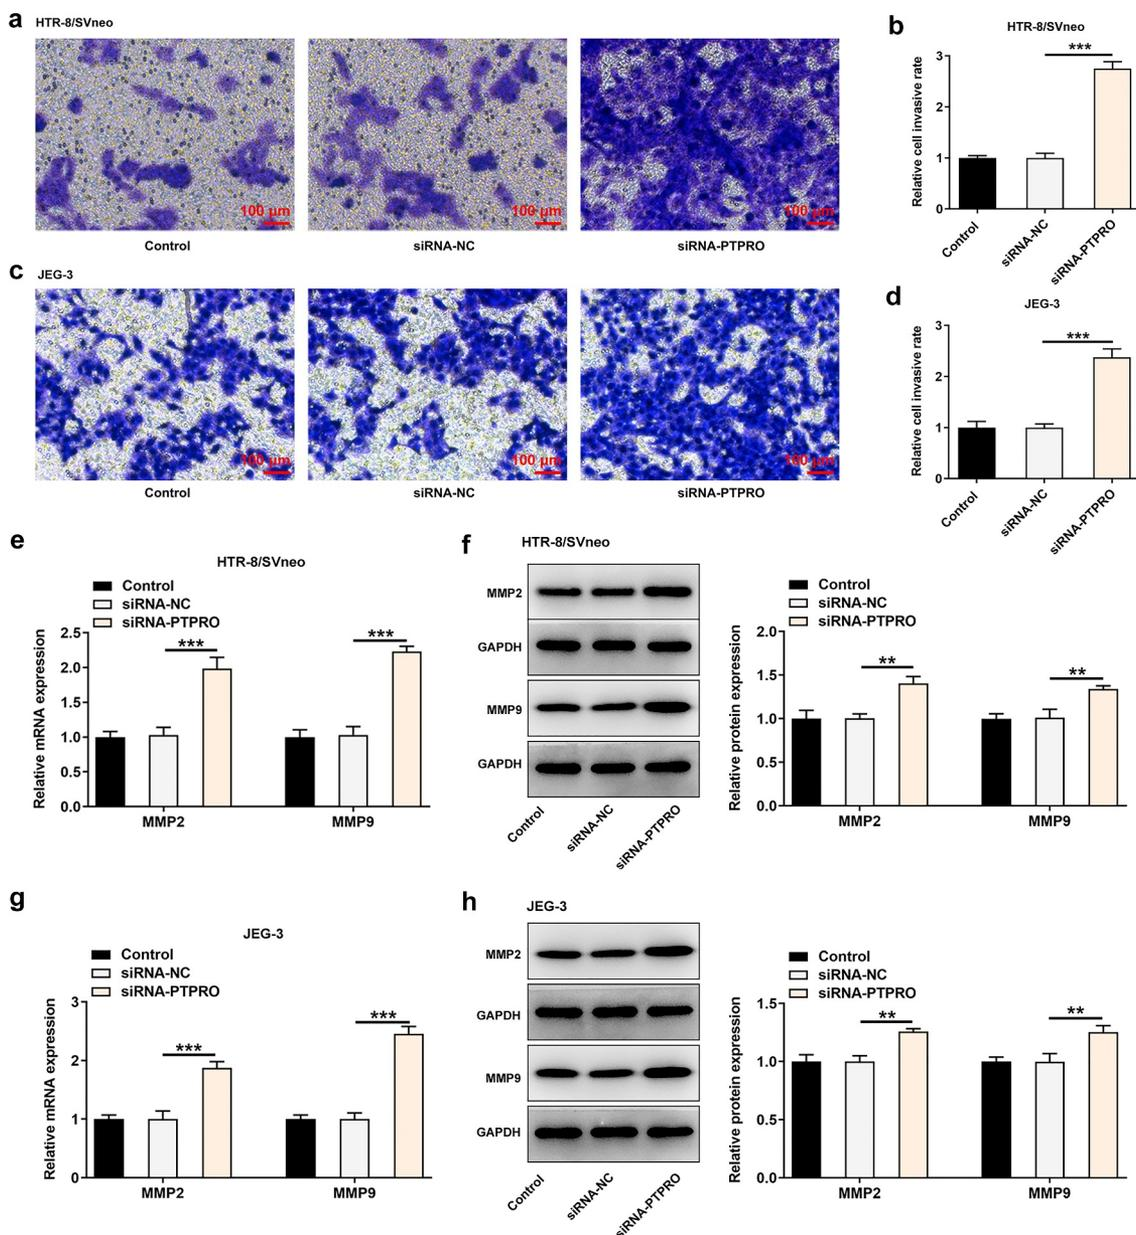 a HTR-8/SVneo
100 µm 100 µm 100 µm
Control siRNA-NC siRNA-PTPRO
b
HTR-8/SVneo
***
Relative cell invasive rate
3
2
1
0
Control siRNA-NC siRNA-PTPRO
c JEG-3
100 µm 100 µm 100 µm
Control siRNA-NC siRNA-PTPRO
d
JEG-3
***
Relative cell invasive rate
3
2
1
0
Control siRNA-NC siRNA-PTPRO
e
HTR-8/SVneo
Control
siRNA-NC
siRNA-PTPRO
Relative mRNA expression
2.5
2.0
1.5
1.0
0.5
0.0
*** ***
MMP2 MMP9
f HTR-8/SVneo
MMP2
GAPDH
MMP9
GAPDH
Control siRNA-NC siRNA-PTPRO
Control
siRNA-NC
siRNA-PTPRO
Relative protein expression
2.0
1.5
1.0
0.5
0.0
** **
MMP2 MMP9
g
JEG-3
Control
siRNA-NC
siRNA-PTPRO
Relative mRNA expression
3
2
1
0
*** ***
MMP2 MMP9
h JEG-3
MMP2
GAPDH
MMP9
GAPDH
Control siRNA-NC siRNA-PTPRO
Control
siRNA-NC
siRNA-PTPRO
Relative protein expression
1.5
1.0
0.5
0.0
** **
MMP2 MMP9